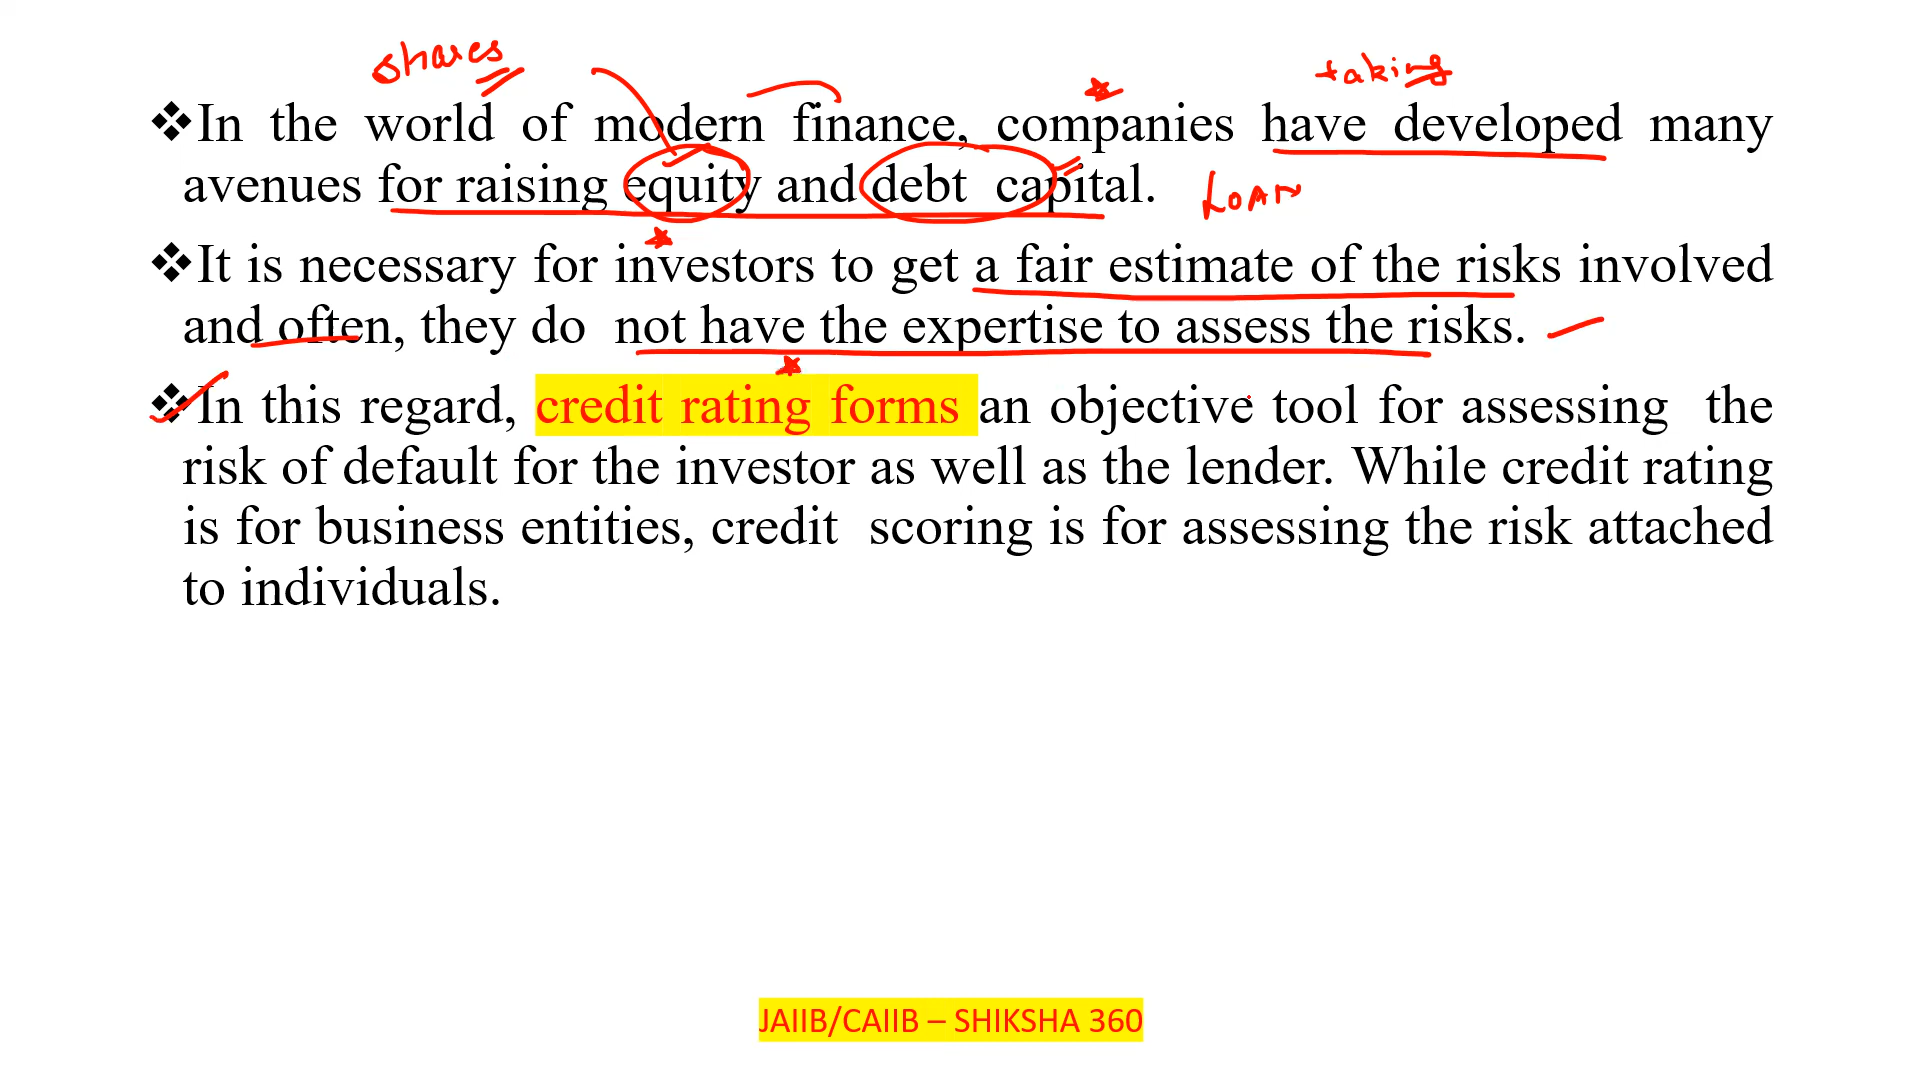 shares
taking
❖In the world of modern finance, companies have developed many
avenues for raising equity and debt capital.
LOAN
❖It is necessary for investors to get a fair estimate of the risks involved
and often, they do not have the expertise to assess the risks.
❖In this regard, credit rating forms an objective tool for assessing the
risk of default for the investor as well as the lender. While credit rating
is for business entities, credit scoring is for assessing the risk attached
to individuals.
JAIIB/CAIIB – SHIKSHA 360